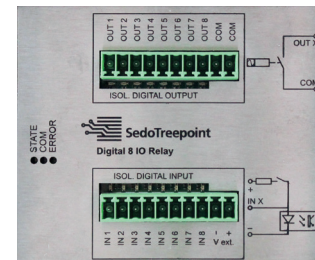 OUT 1 OUT 2 OUT 3 OUT 4 OUT 5 OUT 6 OUT 7 OUT 8 COM COM
OUT X
COM
ISOL. DIGITAL OUTPUT
STATE
COM
ERROR
SedoTreepoint
Digital 8 IO Relay
ISOL. DIGITAL INPUT
+
IN X
-
IN 1 IN 2 IN 3 IN 4 IN 5 IN 6 IN 7 IN 8 - +
V ext.